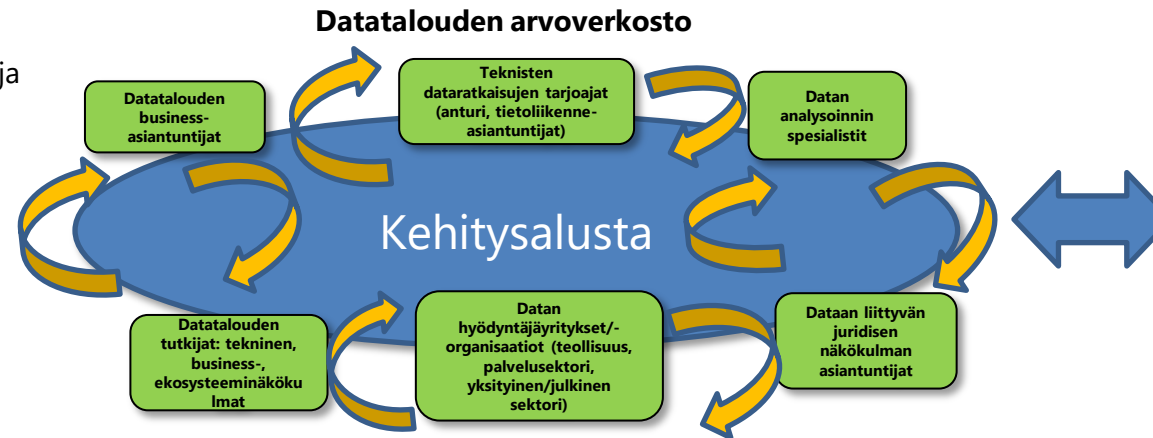 Datatalouden arvoverkosto
ja
Datatalouden
business-
asiantuntijat
Teknisten
dataratkaisujen tarjoajat
(anturi, tietoliikenne-
asiantuntijat)
Datan
analysoinnin
spesialistit
Kehitysalusta
Datatalouden
tutkijat: tekninen,
business-,
ekosysteeminäköku
lmat
Datan
hyödyntäjäyritykset/-
organisaatiot (teollisuus,
palvelusektori,
yksityinen/julkinen
sektori)
Dataan liittyvän
juridisen
näkökulman
asiantuntijat